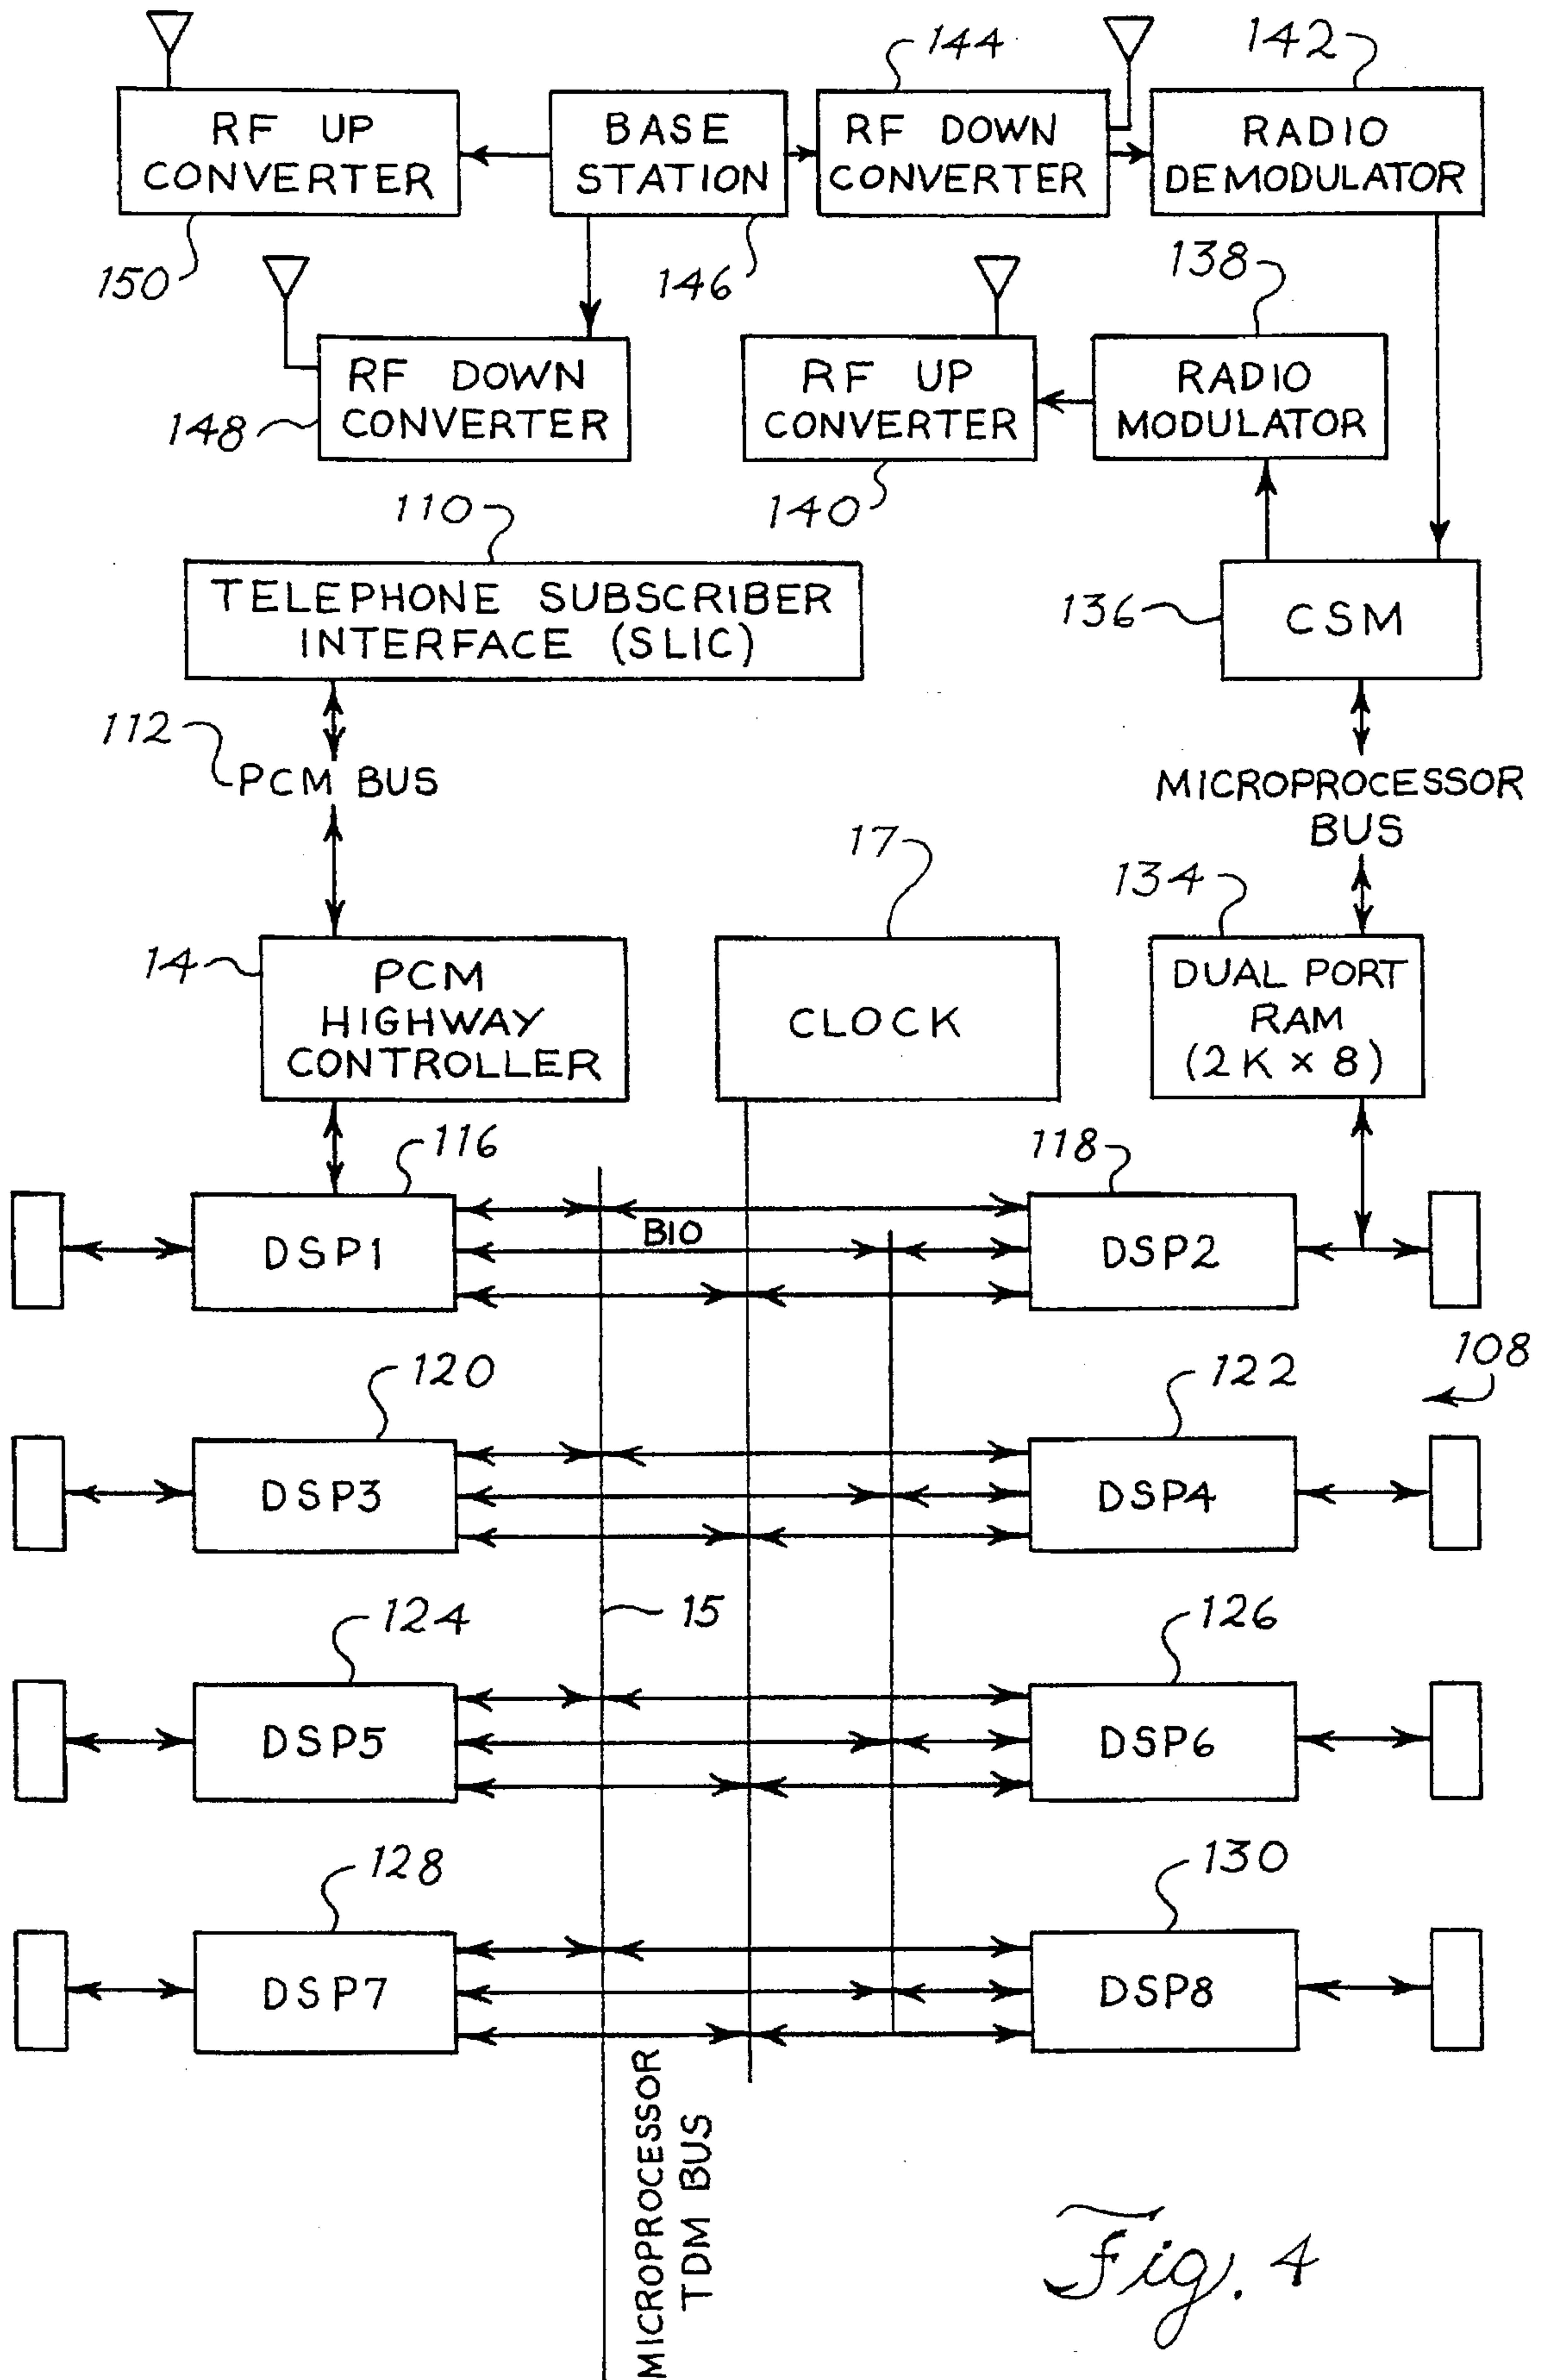 144
142
RF UP
CONVERTER
BASE
STATION
RF DOWN
CONVERTER
RADIO
DEMODULATOR
150
146
138
RF DOWN
CONVERTER
148
RF UP
CONVERTER
RADIO
MODULATOR
110
140
TELEPHONE SUBSCRIBER
INTERFACE (SLIC)
136
CSM
112
PCM BUS
MICROPROCESSOR
BUS
17
134
14
PCM
HIGHWAY
CONTROLLER
CLOCK
DUAL PORT
RAM
(2K × 8)
116
118
DSP1
BIO
DSP2
108
120
122
DSP3
DSP4
124
15
126
DSP5
DSP6
128
130
DSP7
DSP8
MICROPROCESSOR
TDM BUS
Fig. 4